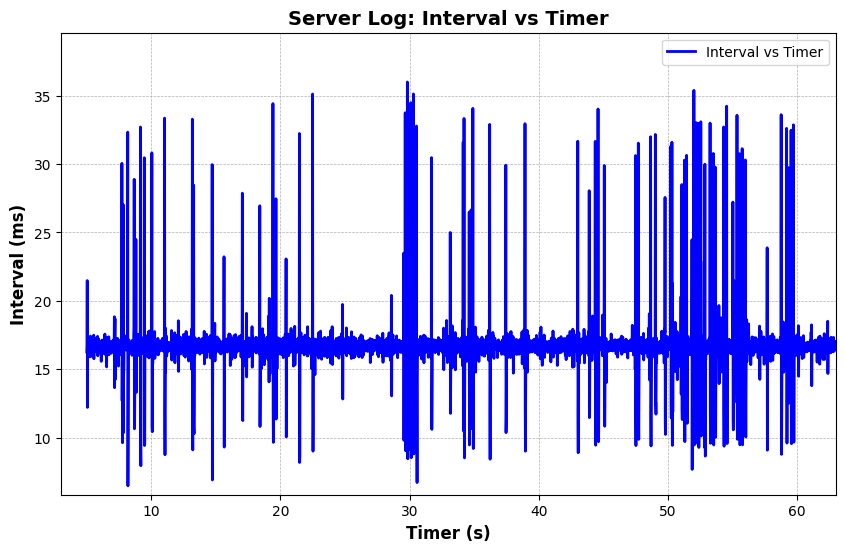 Server Log: Interval vs Timer
Interval vs Timer
Interval (ms)
35
30
25
20
15
10
10 20 30 40 50 60
Timer (s)